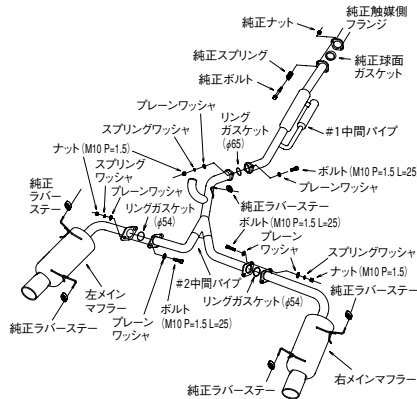 純正ナット
純正触媒側
フランジ
純正スプリング
純正球面
ガスケット
純正ボルト
プレーンワッシャ
リング
ガスケット
(φ65)
#1中間パイプ
スプリングワッシャ
ナット(M10 P=1.5)
スプリング
ワッシャ
プレーンワッシャ
ボルト(M10 P=1.5 L=25)
プレーンワッシャ
純正
ラバー
ステー
リングガスケット
(φ54)
純正ラバーステー
ボルト(M10 P=1.5 L=25)
プレーン
ワッシャ
スプリングワッシャ
ナット(M10 P=1.5)
純正ラバーステー
#2中間パイプ
リングガスケット(φ54)
左メイン
マフラー
プレーン
ワッシャ
ボルト
(M10 P=1.5 L=25)
純正ラバーステー
純正ラバーステー
右メインマフラー